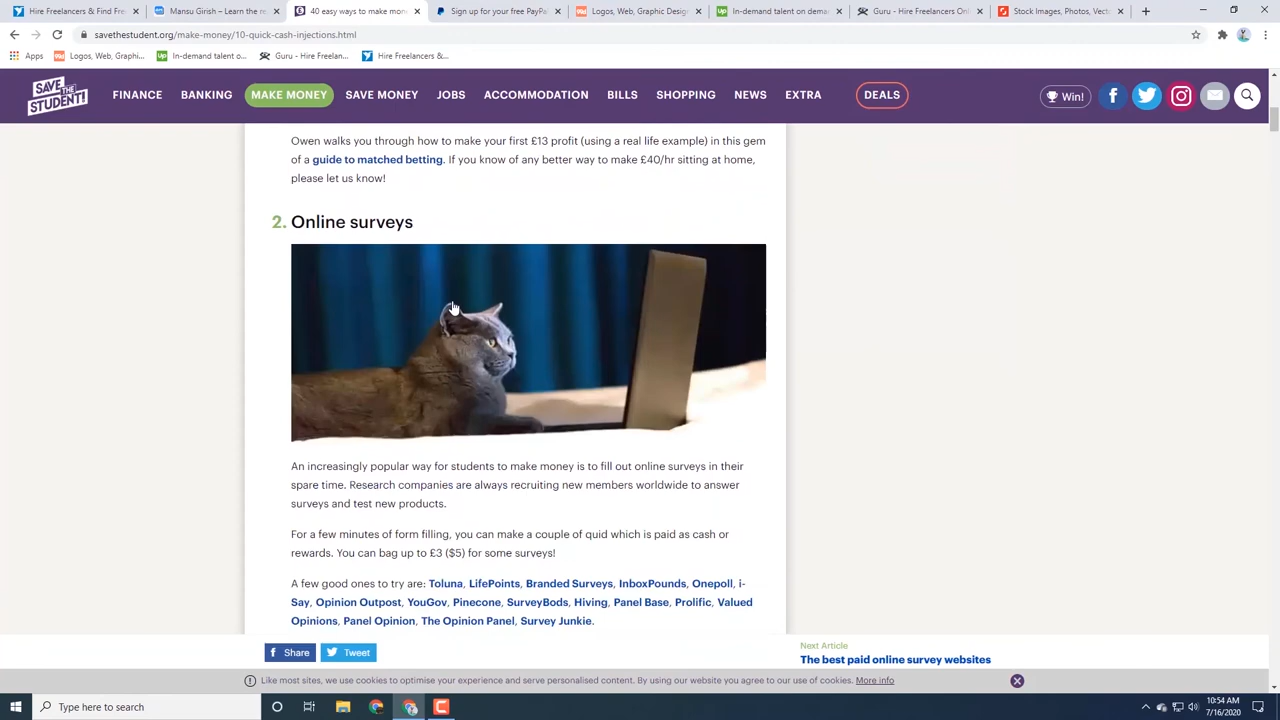 Hire Freelancers & Find Fre
Mansu Girish – Learn the re
40 easy ways to make mon
Sign up for your free PayPa
Logos, Web, Graphic Design
In-demand talent on demand
Guru - Hire Freelancers Onl
Stock Images, Photos, Vect
savethestudent.org/make-money/10-quick-cash-injections.html
Apps
Logos, Web, Graphi...
In-demand talent o...
Guru - Hire Freelan...
Hire Freelancers &...
SAVE THE STUDENT!
FINANCE
BANKING
MAKE MONEY
SAVE MONEY
JOBS
ACCOMMODATION
BILLS
SHOPPING
NEWS
EXTRA
DEALS
Win!
Owen walks you through how to make your first £13 profit (using a real life example) in this gem
of a guide to matched betting. If you know of any better way to make £40/hr sitting at home,
please let us know!
2. Online surveys
An increasingly popular way for students to make money is to fill out online surveys in their
spare time. Research companies are always recruiting new members worldwide to answer
surveys and test new products.
For a few minutes of form filling, you can make a couple of quid which is paid as cash or
rewards. You can bag up to £3 ($5) for some surveys!
A few good ones to try are: Toluna, LifePoints, Branded Surveys, InboxPounds, Onepoll, i-
Say, Opinion Outpost, YouGov, Pinecone, SurveyBods, Hiving, Panel Base, Prolific, Valued
Opinions, Panel Opinion, The Opinion Panel, Survey Junkie.
Share
Tweet
Next Article
The best paid online survey websites
Like most sites, we use cookies to optimise your experience and serve personalised content. By using our website you agree to our use of cookies. More info
Type here to search
10:54 AM
7/16/2020